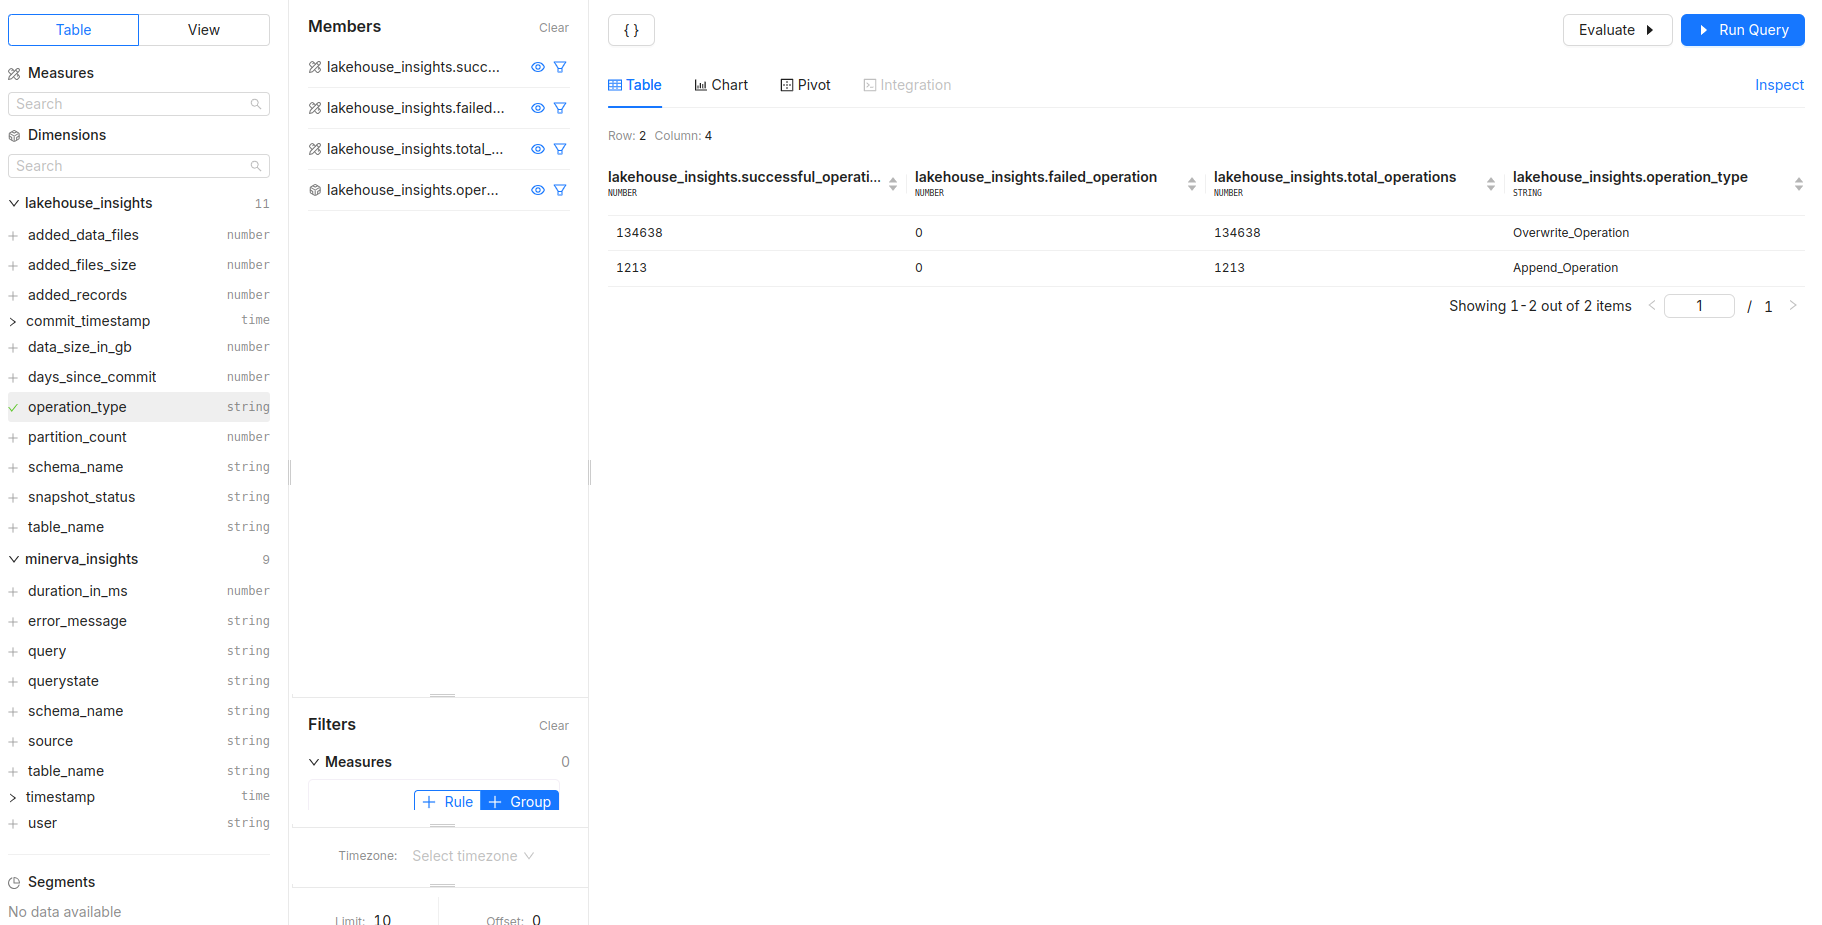 Table
View
Measures
Search
Dimensions
Search
lakehouse_insights 11
added_data_files number
added_files_size number
added_records number
commit_timestamp time
data_size_in_gb number
days_since_commit number
operation_type string
partition_count number
schema_name string
snapshot_status string
table_name string
minerva_insights 9
duration_in_ms number
error_message string
query string
querystate string
schema_name string
source string
table_name string
timestamp time
user string
Segments
No data available
Members Clear
lakehouse_insights.succ...
lakehouse_insights.failed...
lakehouse_insights.total_...
lakehouse_insights.oper...
Filters Clear
Measures 0
Rule
Group
Timezone: Select timezone
Limit: 10 Offset: 0
{ }
Evaluate
Run Query
Table
Chart
Pivot
Integration
Inspect
Row: 2 Column: 4
lakehouse_insights.successful_operati... lakehouse_insights.failed_operation lakehouse_insights.total_operations lakehouse_insights.operation_type
NUMBER NUMBER NUMBER STRING
134638 0 134638 Overwrite_Operation
1213 0 1213 Append_Operation
Showing 1-2 out of 2 items < 1 / 1 >